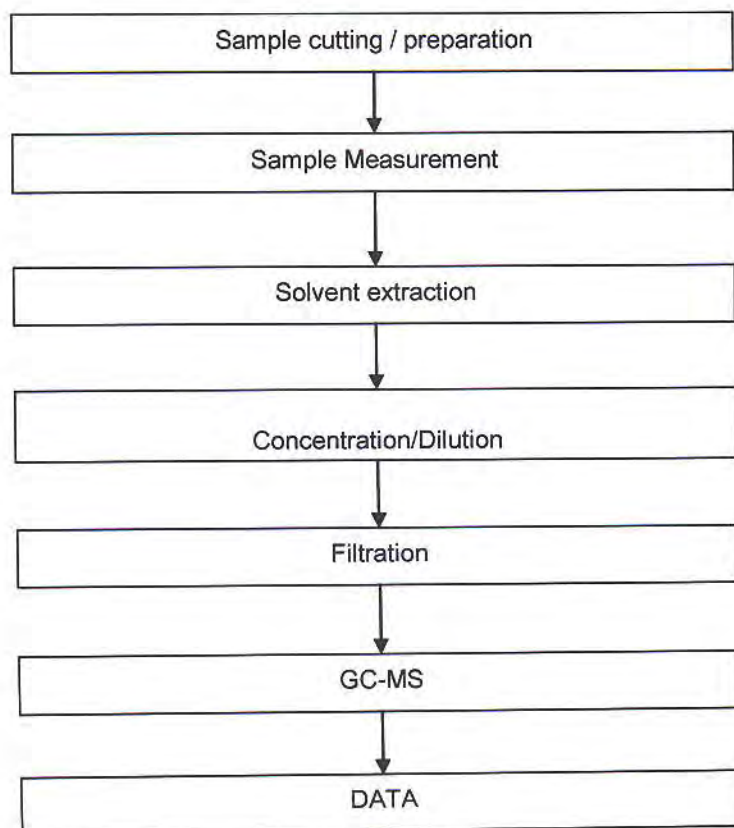 Sample cutting / preparation
Sample Measurement
Solvent extraction
Concentration/Dilution
Filtration
GC-MS
DATA